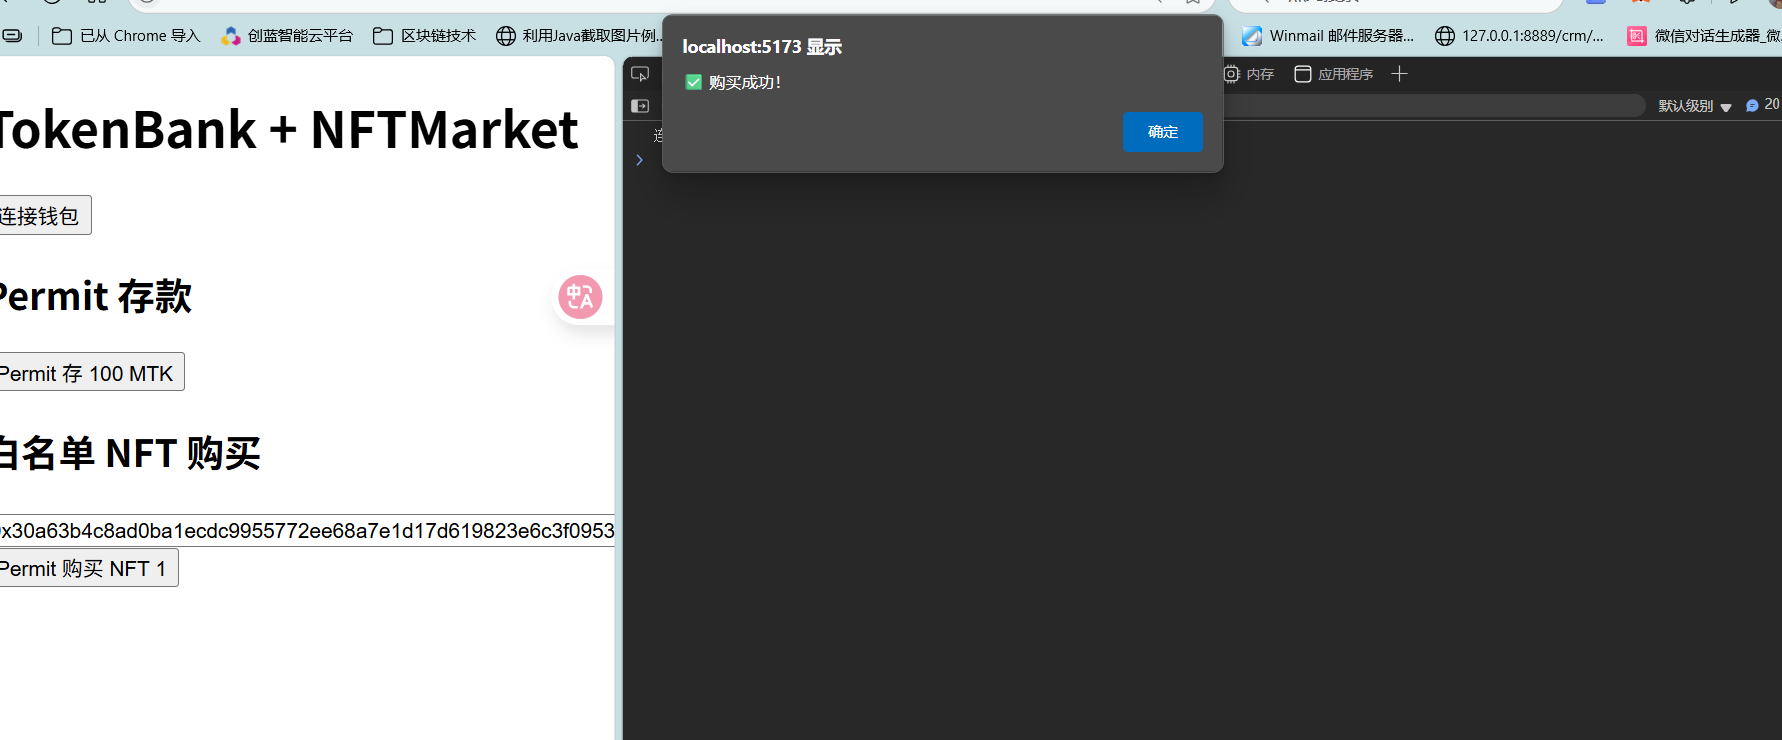 已从 Chrome 导入
创蓝智能云平台
区块链技术
利用Java截取图片例...
Winmail 邮件服务器...
127.0.0.1:8889/crm/...
微信对话生成器_微
localhost:5173 显示
✅ 购买成功！
确定
内存
应用程序
默认级别
20
TokenBank + NFTMarket
连接钱包
Permit 存款
Permit 存 100 MTK
白名单 NFT 购买
x30a63b4c8ad0ba1ecdc9955772ee68a7e1d17d619823e6c3f0953
Permit 购买 NFT 1